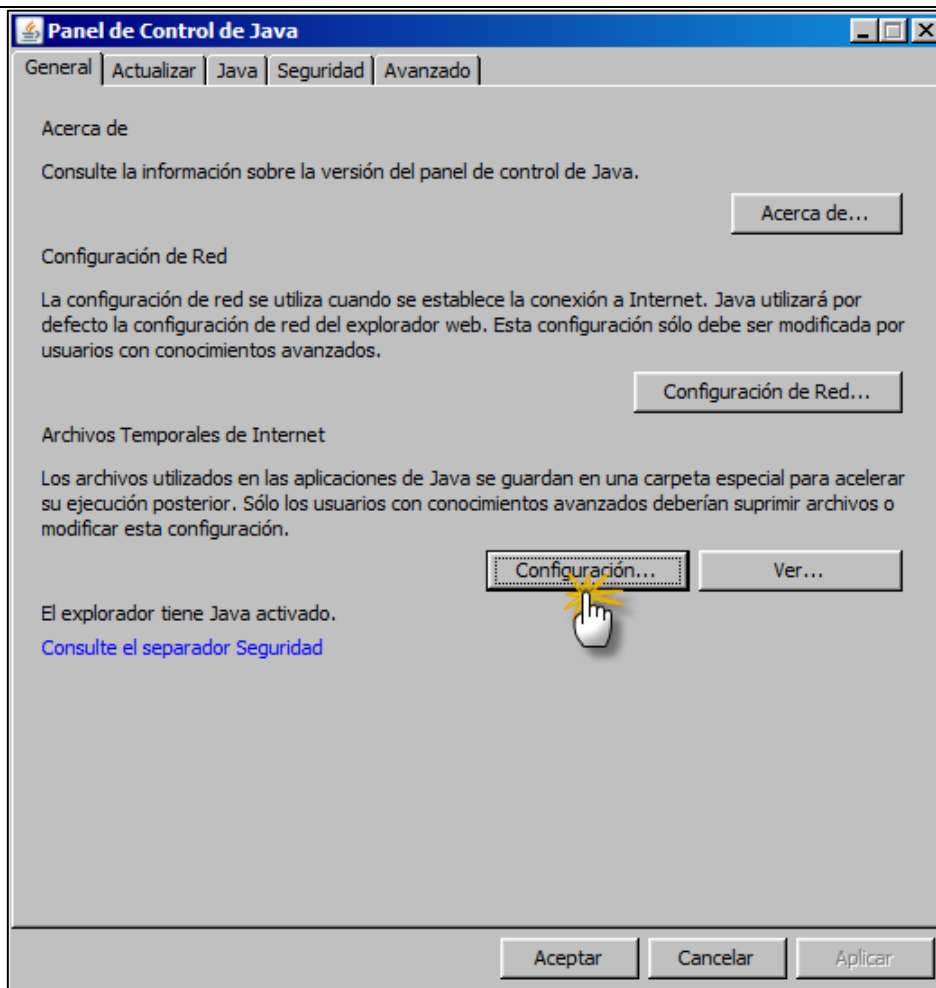 Panel de Control de Java
General Actualizar Java Seguridad Avanzado
Acerca de
Consulte la información sobre la versión del panel de control de Java.
Acerca de...
Configuración de Red
La configuración de red se utiliza cuando se establece la conexión a Internet. Java utilizará por
defecto la configuración de red del explorador web. Esta configuración sólo debe ser modificada por
usuarios con conocimientos avanzados.
Configuración de Red...
Archivos Temporales de Internet
Los archivos utilizados en las aplicaciones de Java se guardan en una carpeta especial para acelerar
su ejecución posterior. Sólo los usuarios con conocimientos avanzados deberían suprimir archivos o
modificar esta configuración.
Configuración... Ver...
El explorador tiene Java activado.
Consulte el separador Seguridad
Aceptar Cancelar Aplicar